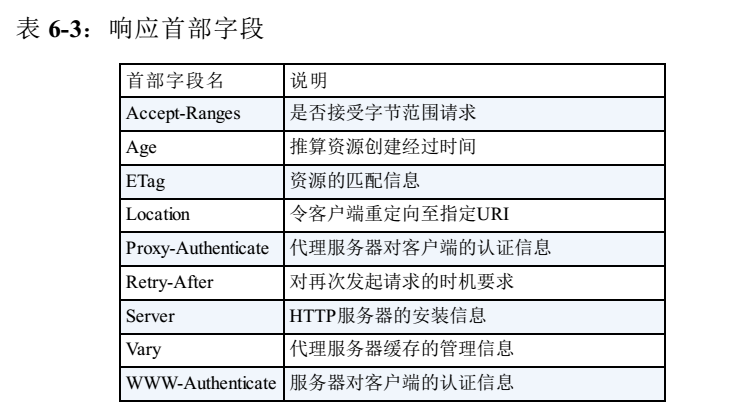 表 6-3：响应首部字段
首部字段名 说明
Accept-Ranges 是否接受字节范围请求
Age 推算资源创建经过时间
ETag 资源的匹配信息
Location 令客户端重定向至指定URI
Proxy-Authenticate 代理服务器对客户端的认证信息
Retry-After 对再次发起请求的时机要求
Server HTTP服务器的安装信息
Vary 代理服务器缓存的管理信息
WWW-Authenticate 服务器对客户端的认证信息